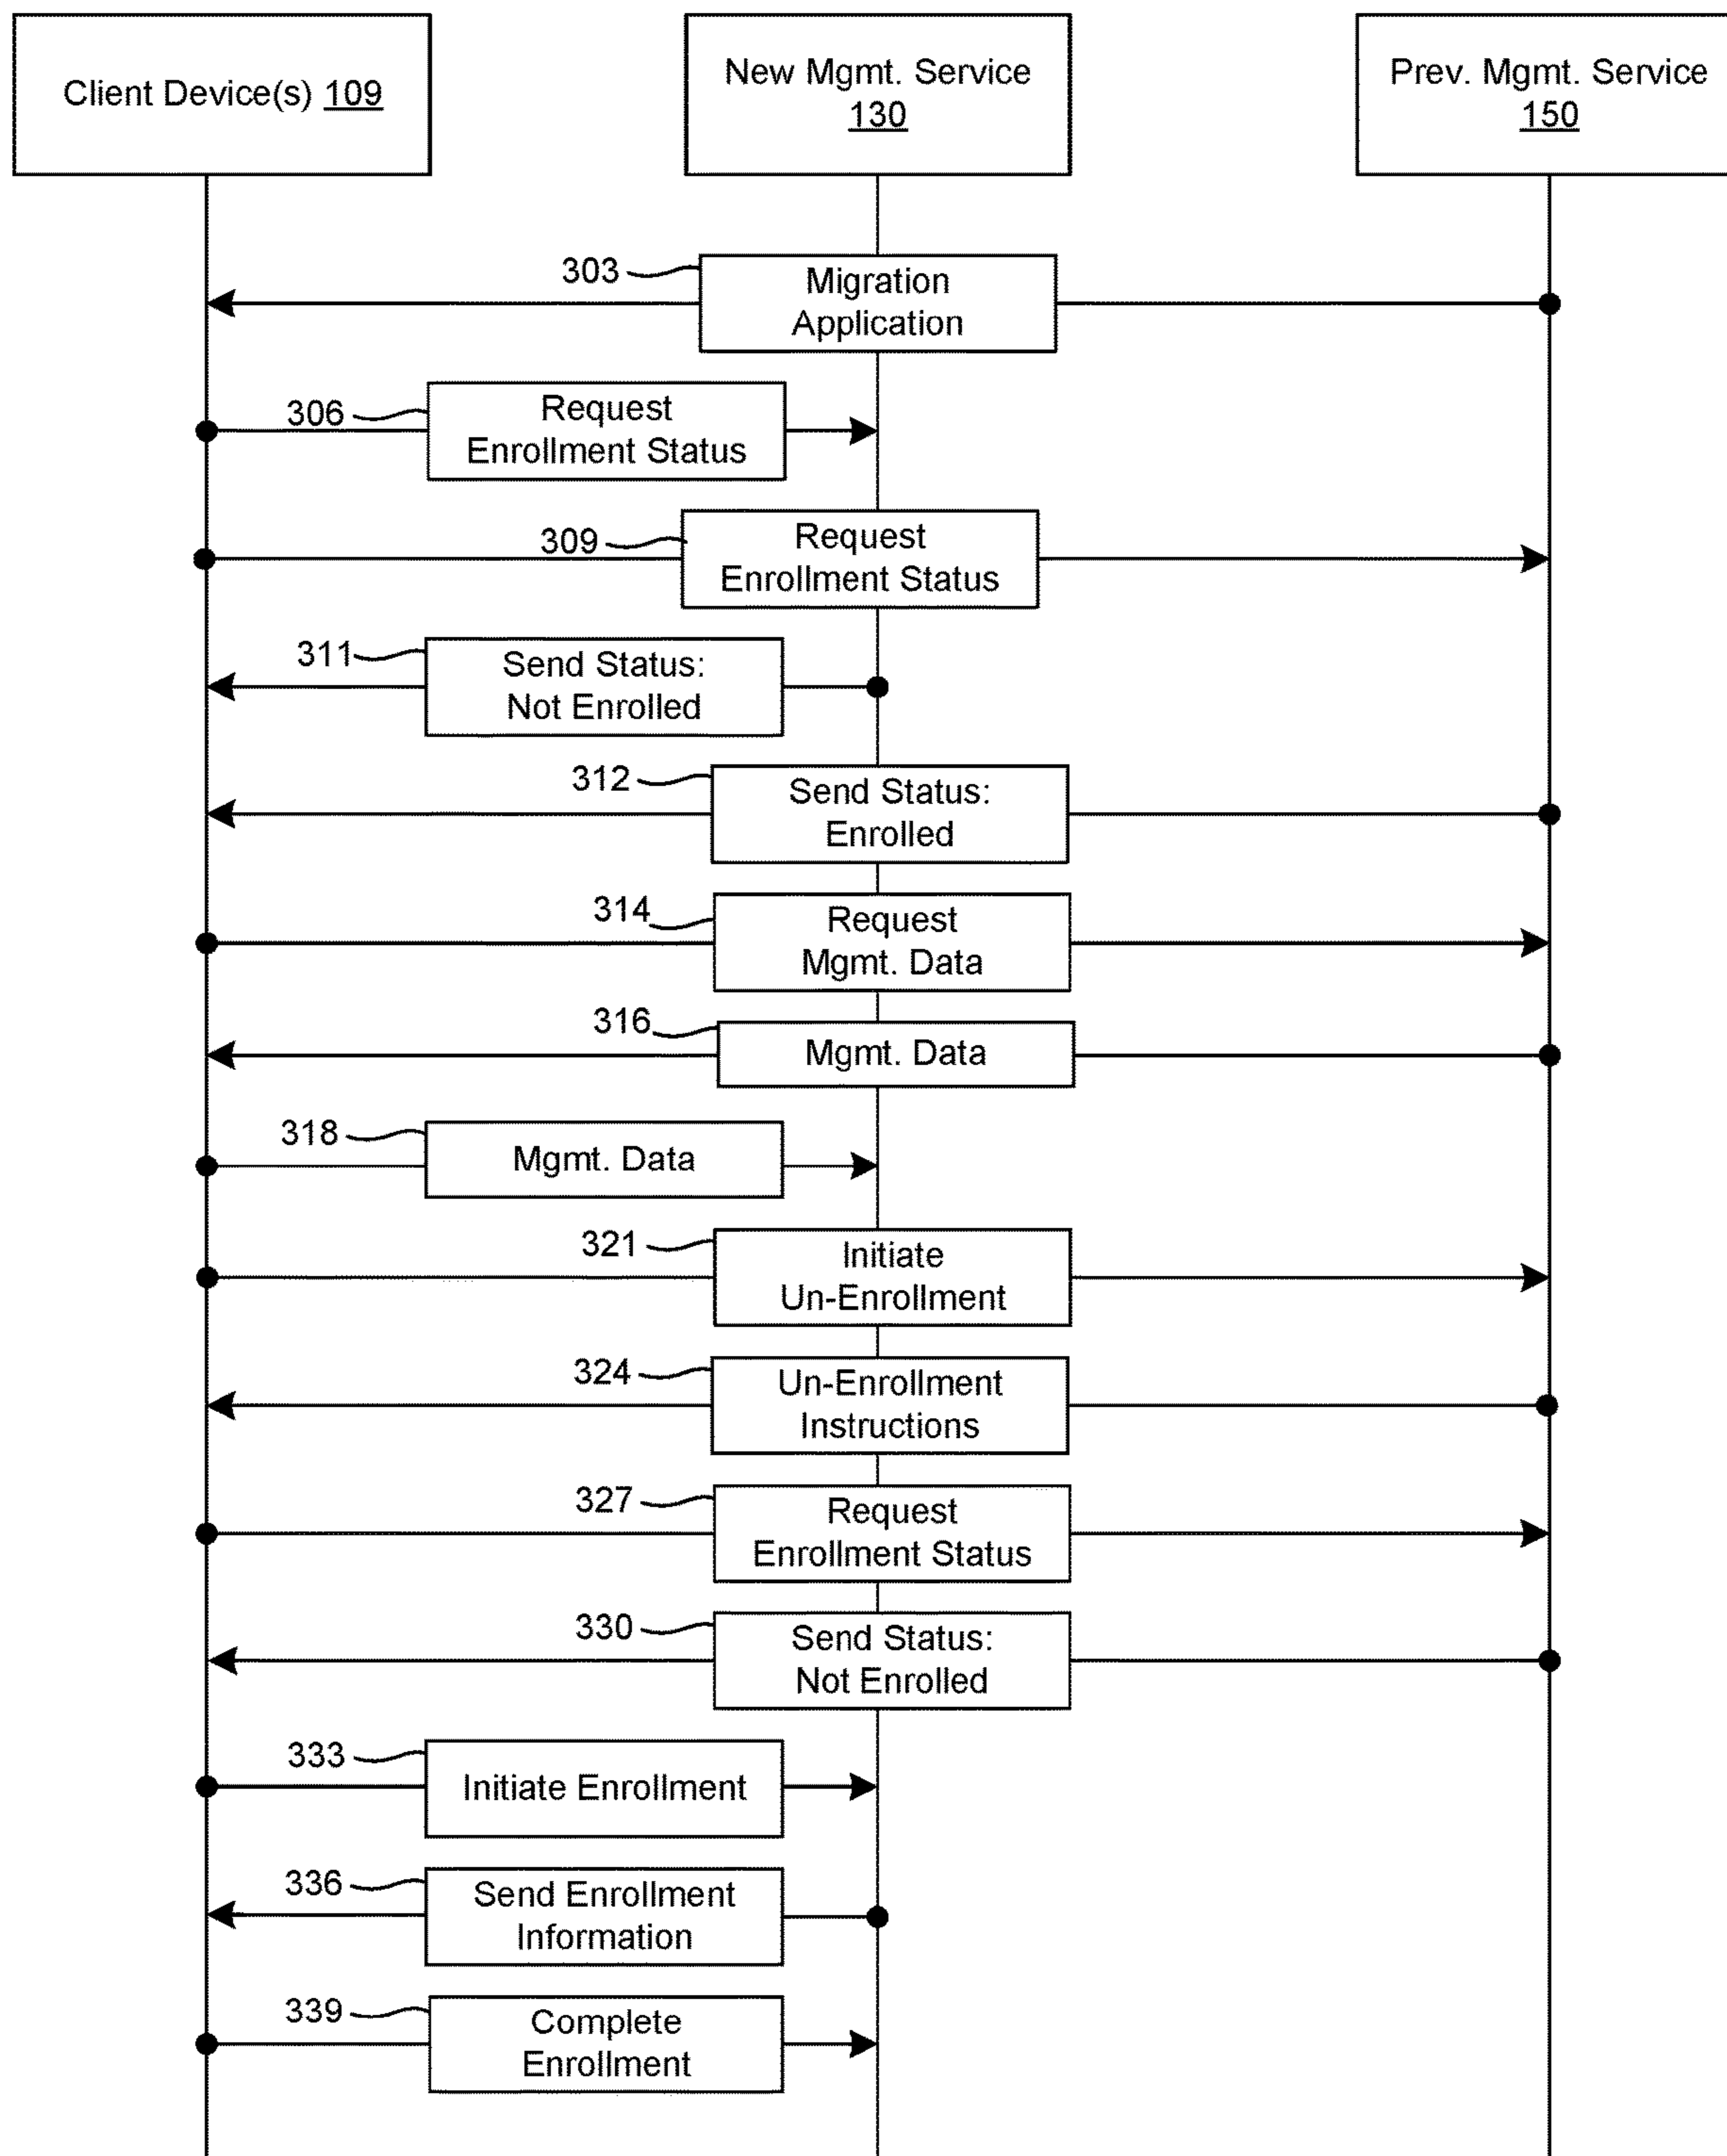 Client Device(s) 109
New Mgmt. Service
130
Prev. Mgmt. Service
150
303
Migration
Application
306
Request
Enrollment Status
309
Request
Enrollment Status
311
Send Status:
Not Enrolled
312
Send Status:
Enrolled
314
Request
Mgmt. Data
316
Mgmt. Data
318
Mgmt. Data
321
Initiate
Un-Enrollment
324
Un-Enrollment
Instructions
327
Request
Enrollment Status
330
Send Status:
Not Enrolled
333
Initiate Enrollment
336
Send Enrollment
Information
339
Complete
Enrollment